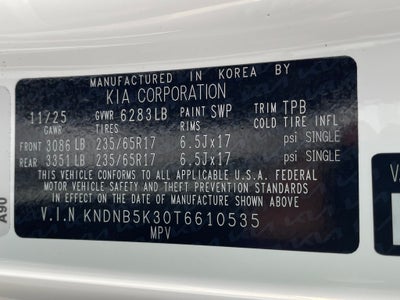 MANUFACTURED IN KOREA BY
KIA CORPORATION
11/25 GVWR 6283LB PAINT SWP TRIM TPB
GAWR TIRES RIMS COLD TIRE INFL
FRONT 3086 LB 235/65R17 6.5Jx17 psi SINGLE
REAR 3351 LB 235/65R17 6.5Jx17 psi SINGLE
THIS VEHICLE CONFORMS TO ALL APPLICABLE U.S.A. FEDERAL
MOTOR VEHICLE SAFETY AND THEFT PREVENTION STANDARDS
IN EFFECT ON THE DATE OF MANUFACTURE SHOWN ABOVE
V.I.N KNDNB5K30T6610535
MPV
A90